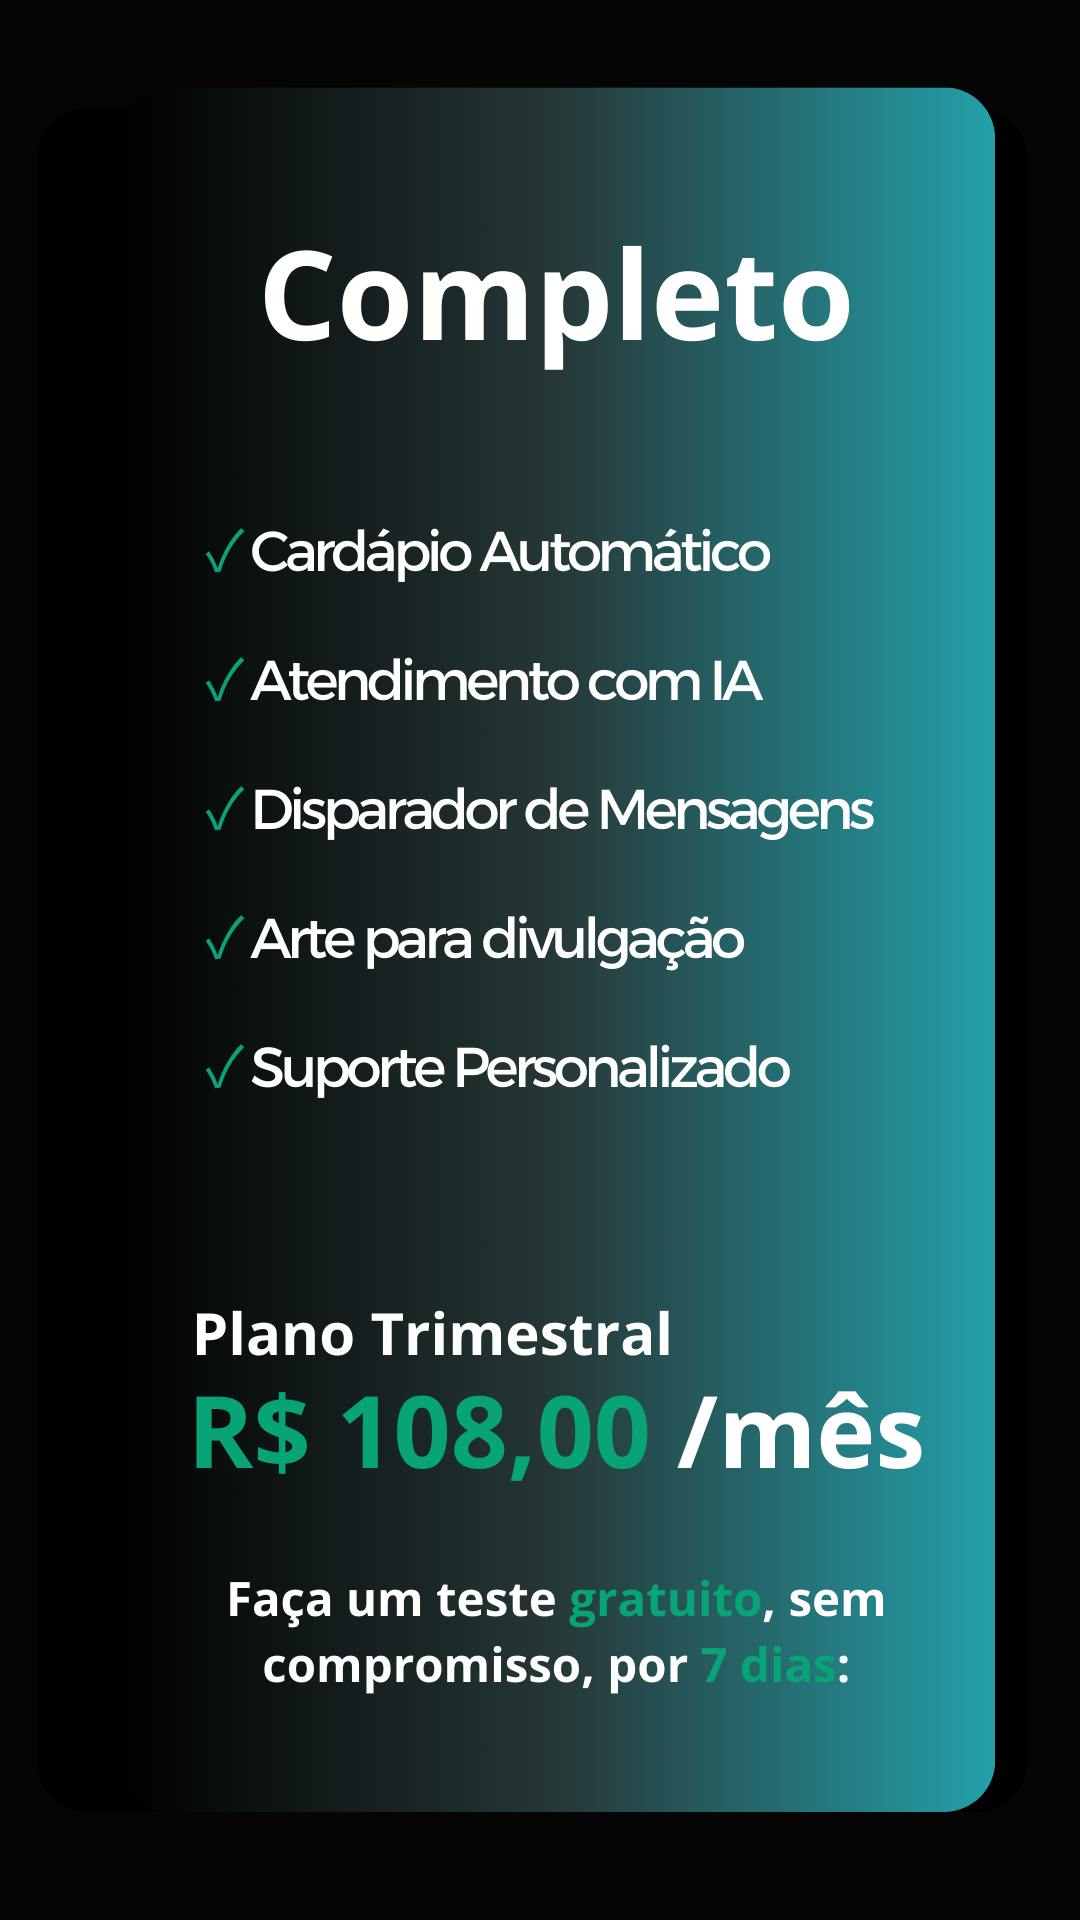 Completo
✓ Cardápio Automático
✓ Atendimento com IA
✓ Disparador de Mensagens
✓ Arte para divulgação
✓ Suporte Personalizado
Plano Trimestral
R$ 108,00 /mês
Faça um teste gratuito, sem
compromisso, por 7 dias: